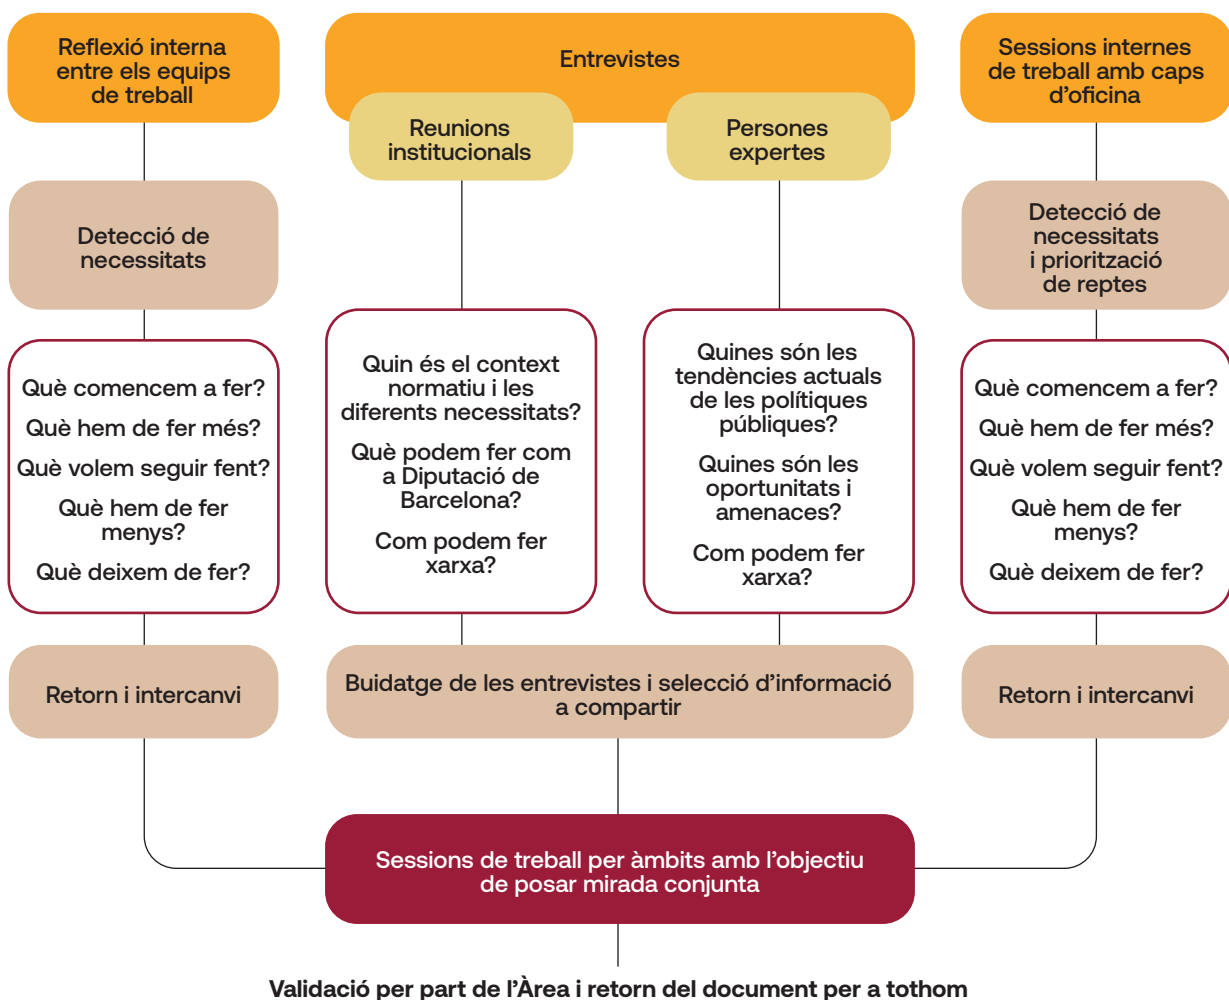 Reflexió interna
entre els equips
de treball
Entrevistes
Reunions
institucionals
Persones
expertes
Sessions internes
de treball amb caps
d’oficina
Detecció de
necessitats
Detecció de
necessitats
i priorització
de reptes
Què comencem a fer?
Què hem de fer més?
Què volem seguir fent?
Què hem de fer
menys?
Què deixem de fer?
Quin és el context
normatiu i les
diferents necessitats?
Què podem fer com
a Diputació de
Barcelona?
Com podem fer
xarxa?
Quines són les
tendències actuals
de les polítiques
públiques?
Quines són les
oportunitats i
amenaces?
Com podem fer
xarxa?
Què comencem a fer?
Què hem de fer més?
Què volem seguir fent?
Què hem de fer
menys?
Què deixem de fer?
Retorn i intercanvi
Buidatge de les entrevistes i selecció d’informació
a compartir
Retorn i intercanvi
Sessions de treball per àmbits amb l’objectiu
de posar mirada conjunta
Validació per part de l’Àrea i retorn del document per a tothom